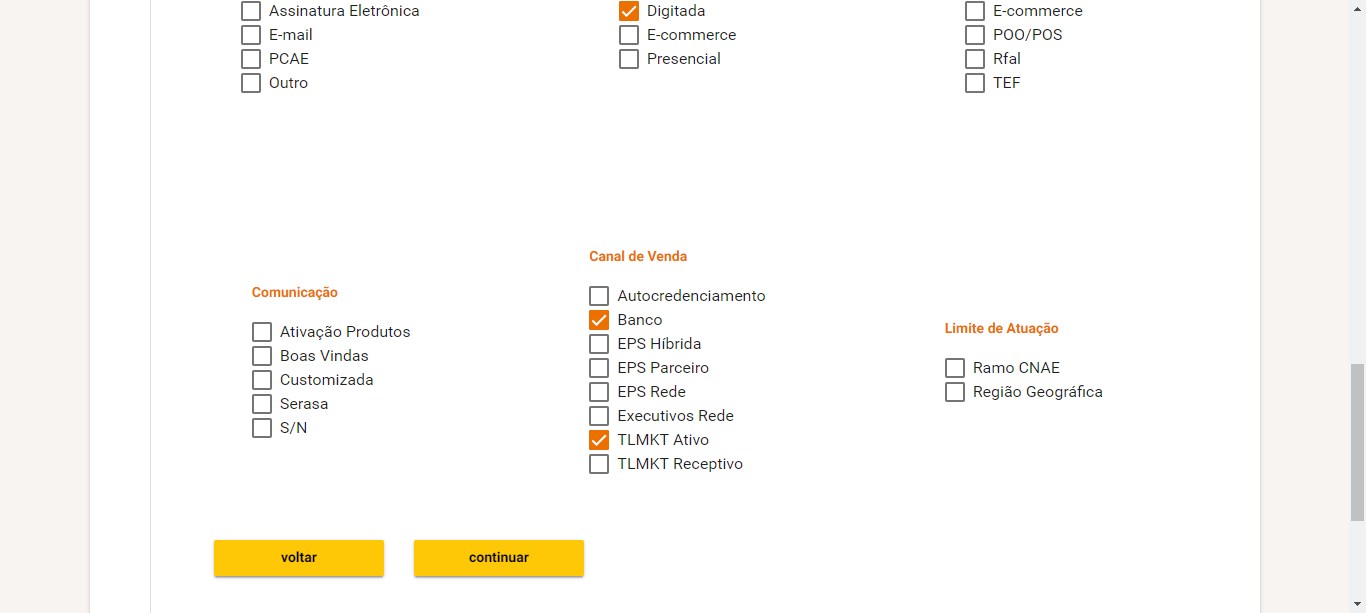 Assinatura Eletrônica
E-mail
PCAE
Outro
Digitada
E-commerce
Presencial
E-commerce
POO/POS
Rfal
TEF
Comunicação
Ativação Produtos
Boas Vindas
Customizada
Serasa
S/N
Canal de Venda
Autocredenciamento
Banco
EPS Híbrida
EPS Parceiro
EPS Rede
Executivos Rede
TLMKT Ativo
TLMKT Receptivo
Limite de Atuação
Ramo CNAE
Região Geográfica
voltar
continuar